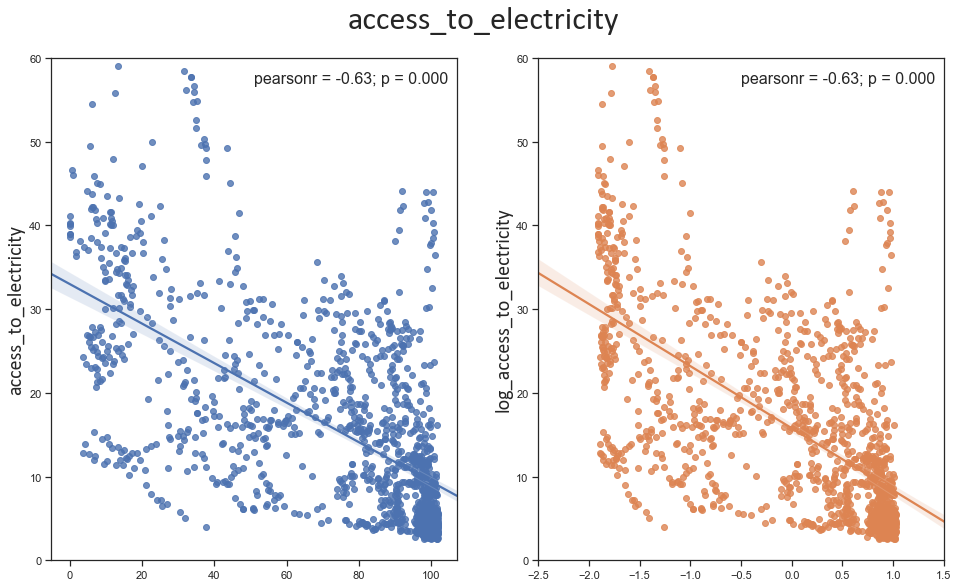 access_to_electricity
pearsonr = -0.63; p = 0.000
access_to_electricity
60
50
40
30
20
10
0
0 20 40 60 80 100
pearsonr = -0.63; p = 0.000
log_access_to_electricity
60
50
40
30
20
10
0
−2.5 −2.0 −1.5 −1.0 −0.5 0.0 0.5 1.0 1.5